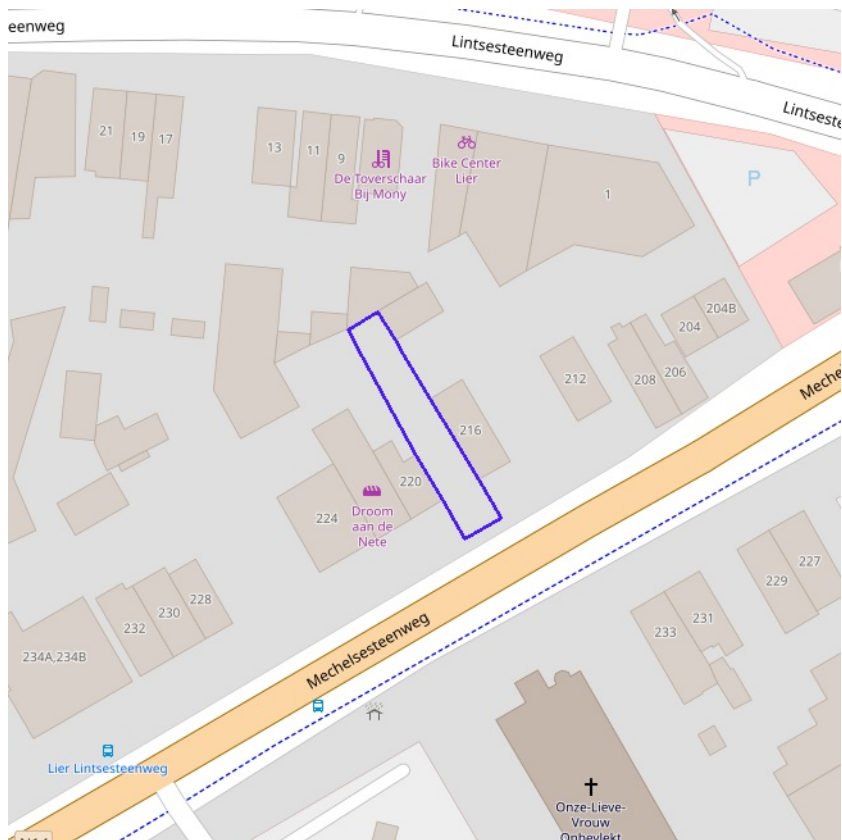 eenweg
Lintsesteenweg
Lintseste
21
19
17
13
11
9
De Toverschaar
Bij Mony
Bike Center
Lier
1
P
204B
204
206
208
212
216
220
224
Droom
aan de
Nete
Meche
227
229
231
233
228
230
232
234A,234B
Mechelsesteenweg
Lier Lintsesteenweg
Onze-Lieve-
Vrouw
Onbevlekt